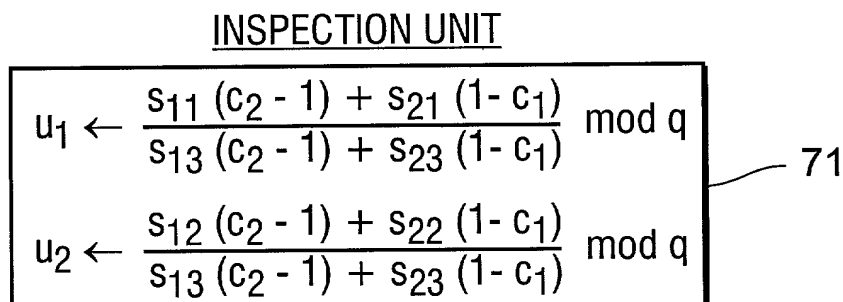 INSPECTION UNIT
u₁ ← s₁₁ (c₂ - 1) + s₂₁ (1- c₁) / s₁₃ (c₂ - 1) + s₂₃ (1- c₁) mod q
71
u₂ ← s₁₂ (c₂ - 1) + s₂₂ (1- c₁) / s₁₃ (c₂ - 1) + s₂₃ (1- c₁) mod q